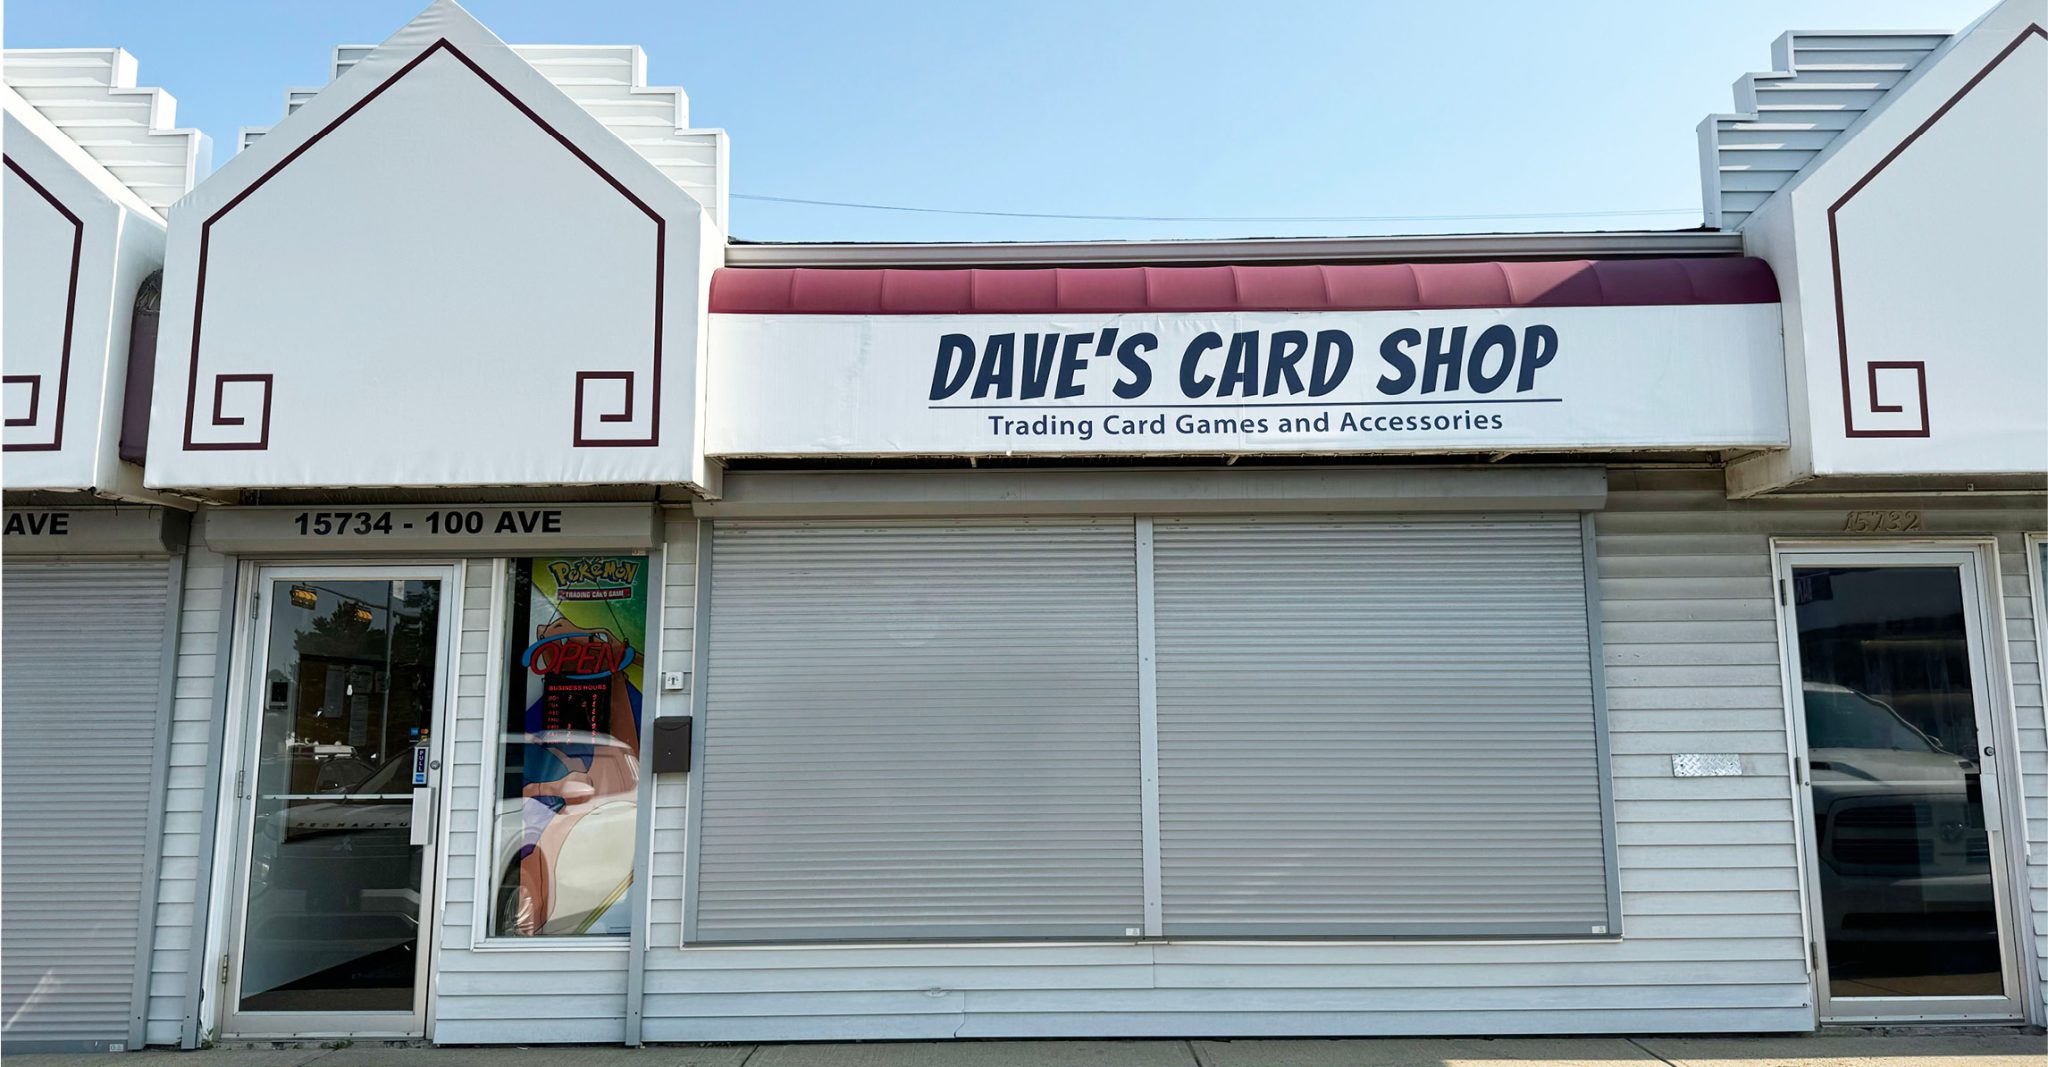 DAVE'S CARD SHOP
Trading Card Games and Accessories
AVE
15734 - 100 AVE
15732
POKéMON
TRADING CARD GAME
OPEN
BUSINESS HOURS
PULL